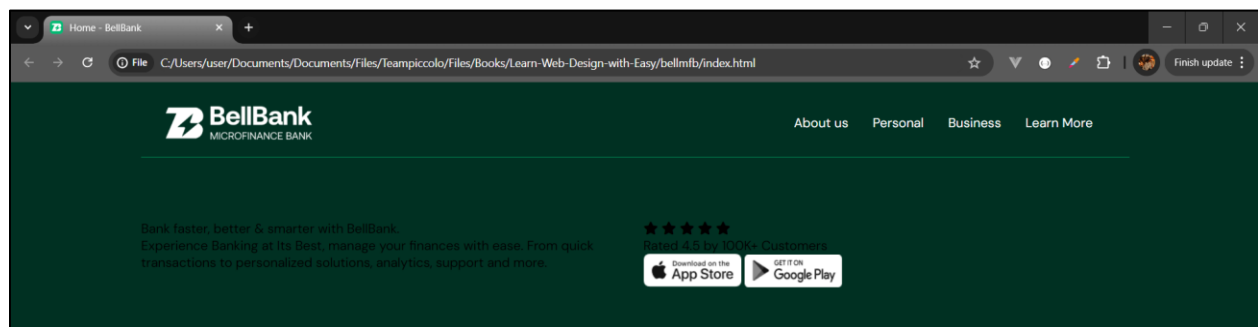 Home - BellBank
File C:/Users/user/Documents/Documents/Files/Teampiccolo/Files/Books/Learn-Web-Design-with-Easy/bellmfb/index.html
Finish update
BellBank
MICROFINANCE BANK
About us Personal Business Learn More
Bank faster, better & smarter with BellBank.
Experience Banking at Its Best, manage your finances with ease. From quick
transactions to personalized solutions, analytics, support and more.
Rated 4.5 by 100K+ Customers
Download on the
App Store
GET IT ON
Google Play